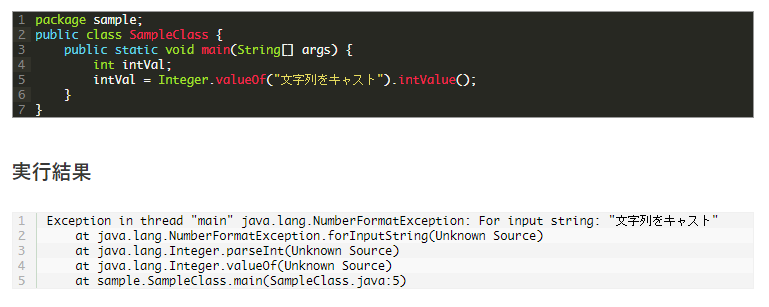 1 package sample;
2 public class SampleClass {
3     public static void main(String[] args) {
4         int intVal;
5         intVal = Integer.valueOf("文字列をキャスト").intValue();
6     }
7 }
実行結果
1 Exception in thread "main" java.lang.NumberFormatException: For input string: "文字列をキャスト"
2     at java.lang.NumberFormatException.forInputString(Unknown Source)
3     at java.lang.Integer.parseInt(Unknown Source)
4     at java.lang.Integer.valueOf(Unknown Source)
5     at sample.SampleClass.main(SampleClass.java:5)